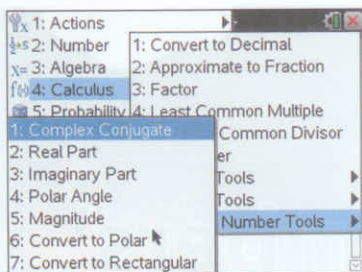 1: Actions
2: Number
3: Algebra
4: Calculus
5: Probability
1: Convert to Decimal
2: Approximate to Fraction
3: Factor
4: Least Common Multiple
Common Divisor
er
Tools
Tools
Number Tools
1: Complex Conjugate
2: Real Part
3: Imaginary Part
4: Polar Angle
5: Magnitude
6: Convert to Polar
7: Convert to Rectangular